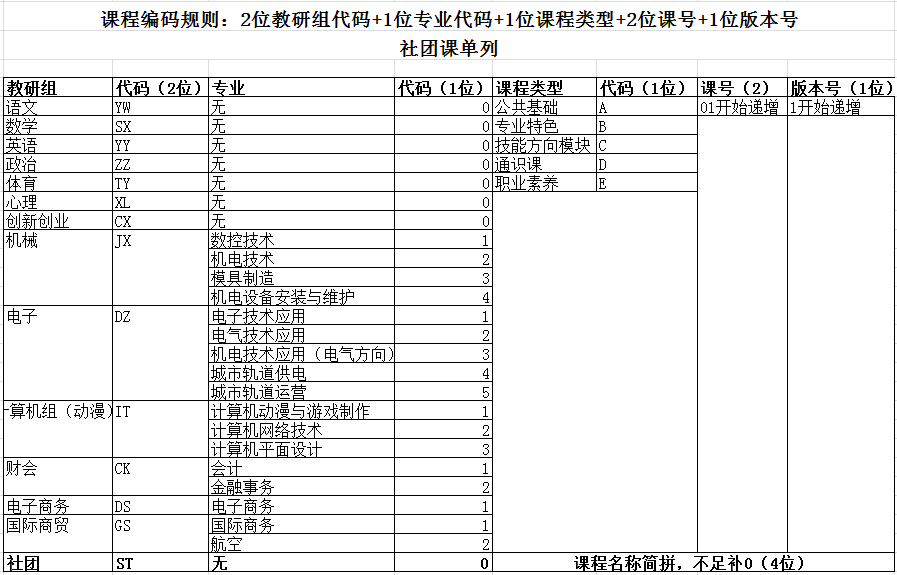 课程编码规则：2位教研组代码+1位专业代码+1位课程类型+2位课号+1位版本号
社团课单列
教研组 代码（2位） 专业 代码（1位） 课程类型 代码（1位） 课号（2） 版本号（1位）
语文 YW 无 0 公共基础 A 01开始递增 1开始递增
数学 SX 无 0 专业特色 B
英语 YY 无 0 技能方向模块 C
政治 ZZ 无 0 通识课 D
体育 TY 无 0 职业素养 E
心理 XL 无 0
创新创业 CX 无 0
机械 JX 数控技术 1
机电技术 2
模具制造 3
机电设备安装与维护 4
电子 DZ 电子技术应用 1
电气技术应用 2
机电技术应用（电气方向） 3
城市轨道供电 4
城市轨道运营 5
算机组（动漫） IT 计算机动漫与游戏制作 1
计算机网络技术 2
计算机平面设计 3
财会 CK 会计 1
金融事务 2
电子商务 DS 电子商务 1
国际商贸 GS 国际商务 1
航空 2
社团 ST 无 0 课程名称简拼，不足补0（4位）